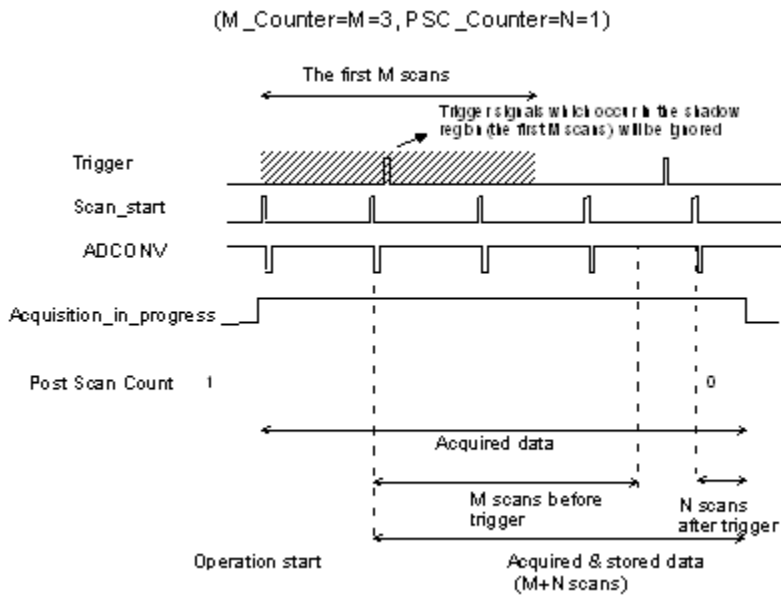 (M_Counter=M=3, PSC_Counter=N=1)
The first M scans
Trigger signals which occur in the shadow
region (the first M scans) will be ignored
Trigger
Scan_start
ADCONV
Acquisition_in_progress
Post Scan Count 1 0
Acquired data
M scans before
trigger
N scans
after trigger
Operation start
Acquired & stored data
(M+N scans)